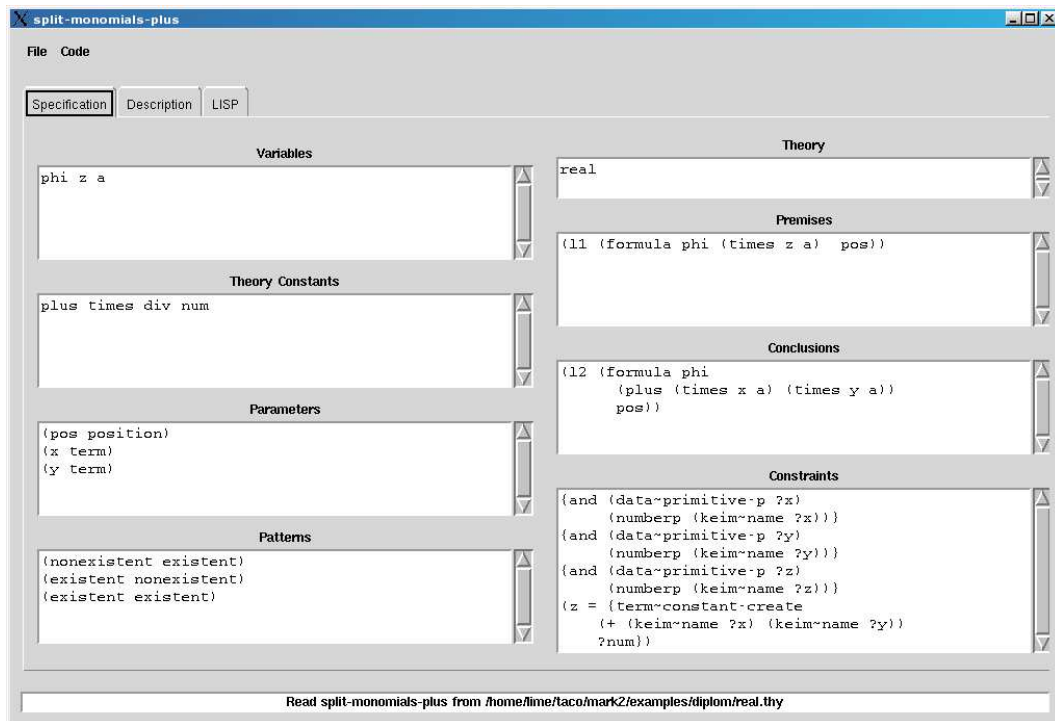 split-monomials-plus
File Code
Specification Description LISP
Variables
phi z a
Theory Constants
plus times div num
Parameters
(pos position)
(x term)
(y term)
Patterns
(nonexistent existent)
(existent nonexistent)
(existent existent)
Theory
real
Premises
(l1 (formula phi (times z a)  pos))
Conclusions
(l2 (formula phi
(plus (times x a) (times y a))
pos))
Constraints
{and (data~primitive-p ?x)
(numberp (keim~name ?x))}
{and (data~primitive-p ?y)
(numberp (keim~name ?y))}
{and (data~primitive-p ?z)
(numberp (keim~name ?z))}
(z = {term~constant-create
(+ (keim~name ?x) (keim~name ?y))
?num})
Read split-monomials-plus from /home/lime/taco/mark2/examples/diplom/real.thy